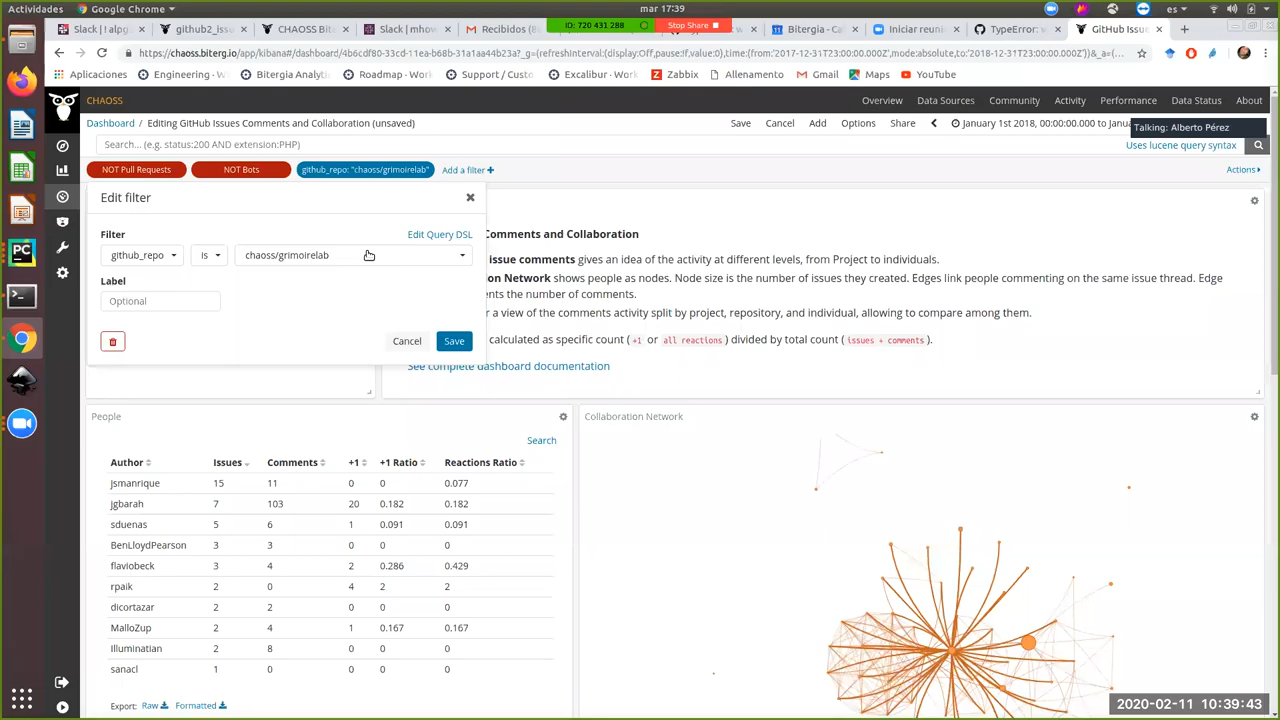 Actividades
Google Chrome
mar 17:39
es
Slack | alpg
github2_issu
CHAOSS Bit
Slack | Inhers
Recibidos (
ID: 720 431 288
Stop Share
Bitergia - Ca
Iniciar reuni
TypeError: "
GitHub Issu
https://chaoss.biterg.io/app/kibana#/dashboard/4b6cdf80-33cd-11ea-b68b-31a1aa44b23a?_g=(refreshInterval:(display:Off,pause:!f,value:0),time:(from:'2017-12-31T23:00:00.000Z',mode:absolute,to:'2018-12-31T23:00:00.000Z'))&_a=(…
Aplicaciones
Engineering - W
Bitergia Analyti
Roadmap - Work
Support / Custo
Excalibur - Work
Zabbix
Allenamento
Gmail
Maps
YouTube
CHAOSS
Overview
Data Sources
Community
Activity
Performance
Data Status
About
Dashboard / Editing GitHub Issues Comments and Collaboration (unsaved)
Save
Cancel
Add
Options
Share
January 1st 2018, 00:00:00.000 to Janua
Talking: Alberto Pérez
Search... (e.g. status:200 AND extension:PHP)
Uses lucene query syntax
NOT Pull Requests
NOT Bots
github_repo: "chaoss/grimoirelab"
Add a filter
Actions
Edit filter
Filter
Edit Query DSL
github_repo
is
chaoss/grimoirelab
Label
Optional
Cancel
Save
Comments and Collaboration
issue comments gives an idea of the activity at different levels, from Project to individuals.
on Network shows people as nodes. Node size is the number of issues they created. Edges link people commenting on the same issue thread. Edge
ents the number of comments.
r a view of the comments activity split by project, repository, and individual, allowing to compare among them.
calculated as specific count ( +1 or all reactions ) divided by total count ( issues + comments ).
See complete dashboard documentation
People
Search
Author Issues Comments +1 +1 Ratio Reactions Ratio
jsmanrique 15 11 0 0 0.077
jgbarah 7 103 20 0.182 0.182
sduenas 5 6 1 0.091 0.091
BenLloydPearson 3 3 0 0 0
flaviobeck 3 4 2 0.286 0.429
rpaik 2 0 4 2 2
dicortazar 2 2 0 0 0
MalloZup 2 4 1 0.167 0.167
Illuminatian 2 8 0 0 0
sanacl 1 0 0 0 0
Export: Raw Formatted
Collaboration Network
2020-02-11 10:39:43